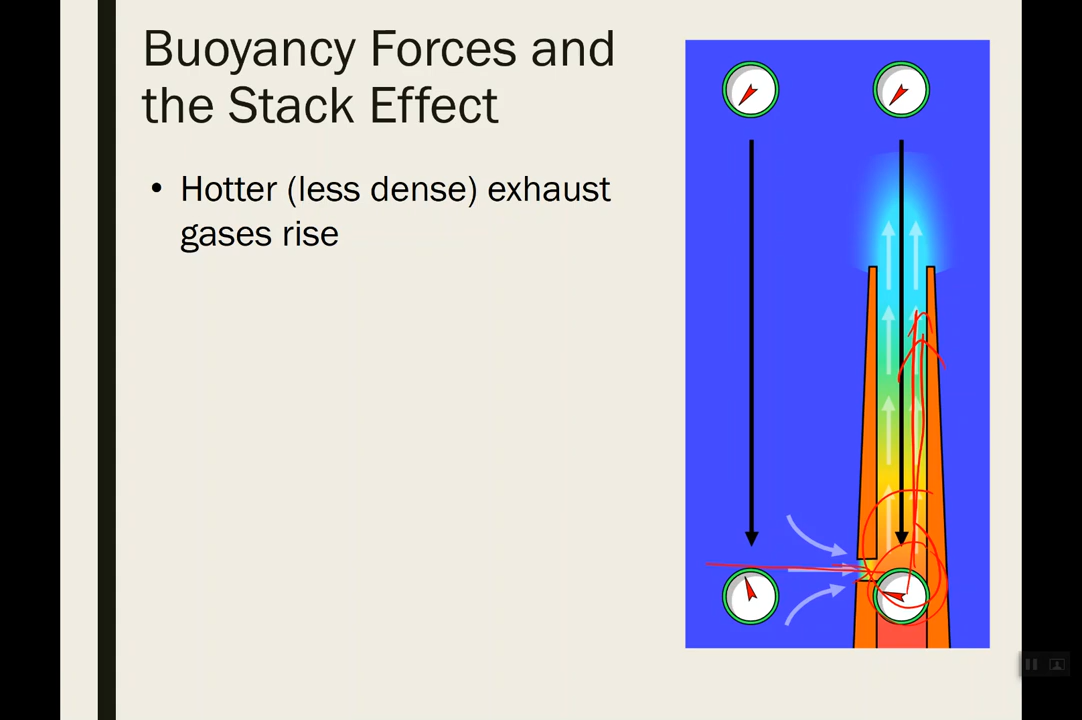 Buoyancy Forces and
the Stack Effect
• Hotter (less dense) exhaust
gases rise